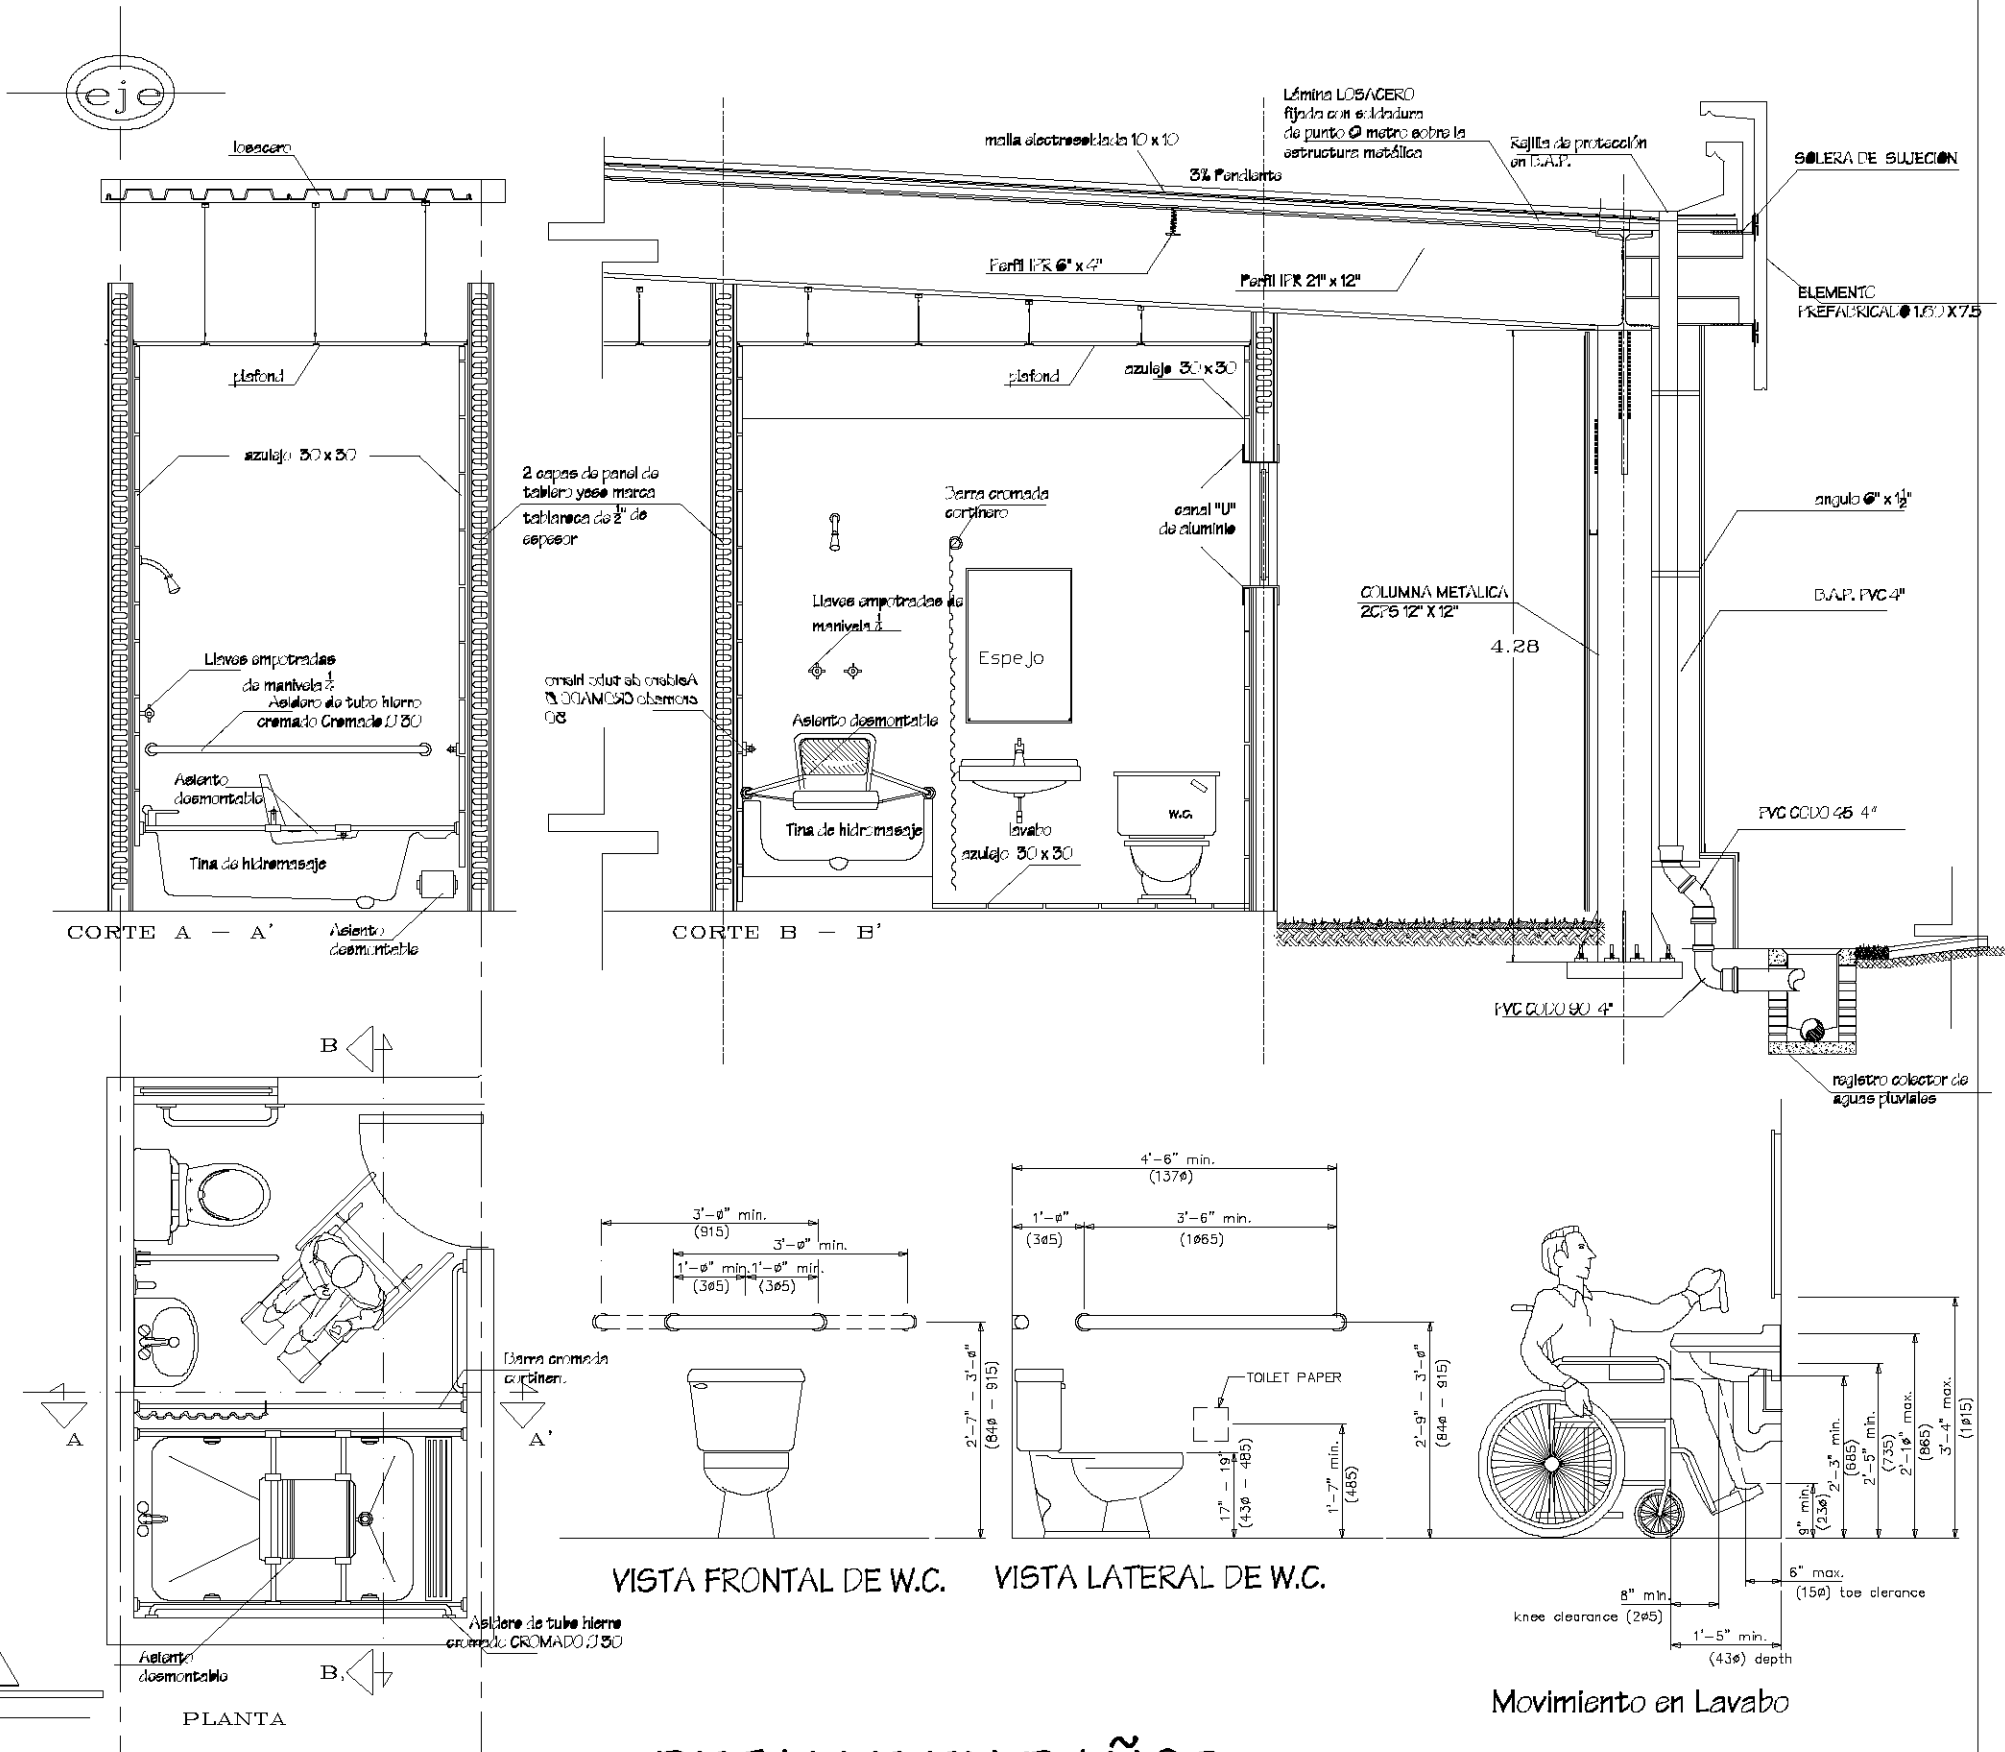 eje
losacero
plafond
azulejo 30 x 30
2 capas de panel de
tablero yeso marca
tablaroca de ½" de
espesor
Llaves empotradas
de manivela
Asidero de tubo hierro
cromado Cromado 30
Asiento
desmontable
Tina de hidromasaje
CORTE A - A'
Asiento
desmontable
malla electrosoldada 10 x 10
Lámina LOSACERO
fijada con soldadura
de punto @ metro sobre la
estructura metálica
3% Pendiente
Rejilla de protección
en B.A.P.
SOLERA DE SUJECION
Perfil IPR 6" x 4"
Perfil IPR 21" x 12"
ELEMENTO
PREFABRICADO 1.60 X 7.5
plafond
azulejo 30 x 30
Barra cromada
cortinero
canal "U"
de aluminio
angulo 6" x 1½"
Llaves empotradas de
manivela
COLUMNA METALICA
2CPS 12" X 12"
B.A.P. PVC 4"
4.28
Espejo
Asiento desmontable
Tina de hidromasaje
lavabo
azulejo 30 x 30
W.C.
PVC CODO 45 4"
CORTE B - B'
PVC CODO 90 4"
registro colector de
aguas pluviales
B
A
A'
Barra cromada
cortinero
Asidero de tubo hierro
cromado CROMADO 30
Asiento
desmontable
B,
PLANTA
3'-0" min.
(915)
3'-0" min.
1'-0" min.
1'-0" min.
(305)
(305)
2'-7" - 3'-0"
(840 - 915)
VISTA FRONTAL DE W.C.
4'-6" min.
(1370)
1'-0"
(305)
3'-6" min.
(1065)
TOILET PAPER
17" - 19"
(430 - 485)
1'-7" min.
(485)
2'-9" - 3'-0"
(840 - 915)
VISTA LATERAL DE W.C.
9" min.
(230)
2'-3" min.
(685)
2'-5" min.
(735)
2'-10" max.
(865)
3'-4" max.
(1015)
6" max.
(150) toe clerance
8" min.
knee clearance (205)
1'-5" min.
(430) depth
Movimiento en Lavabo